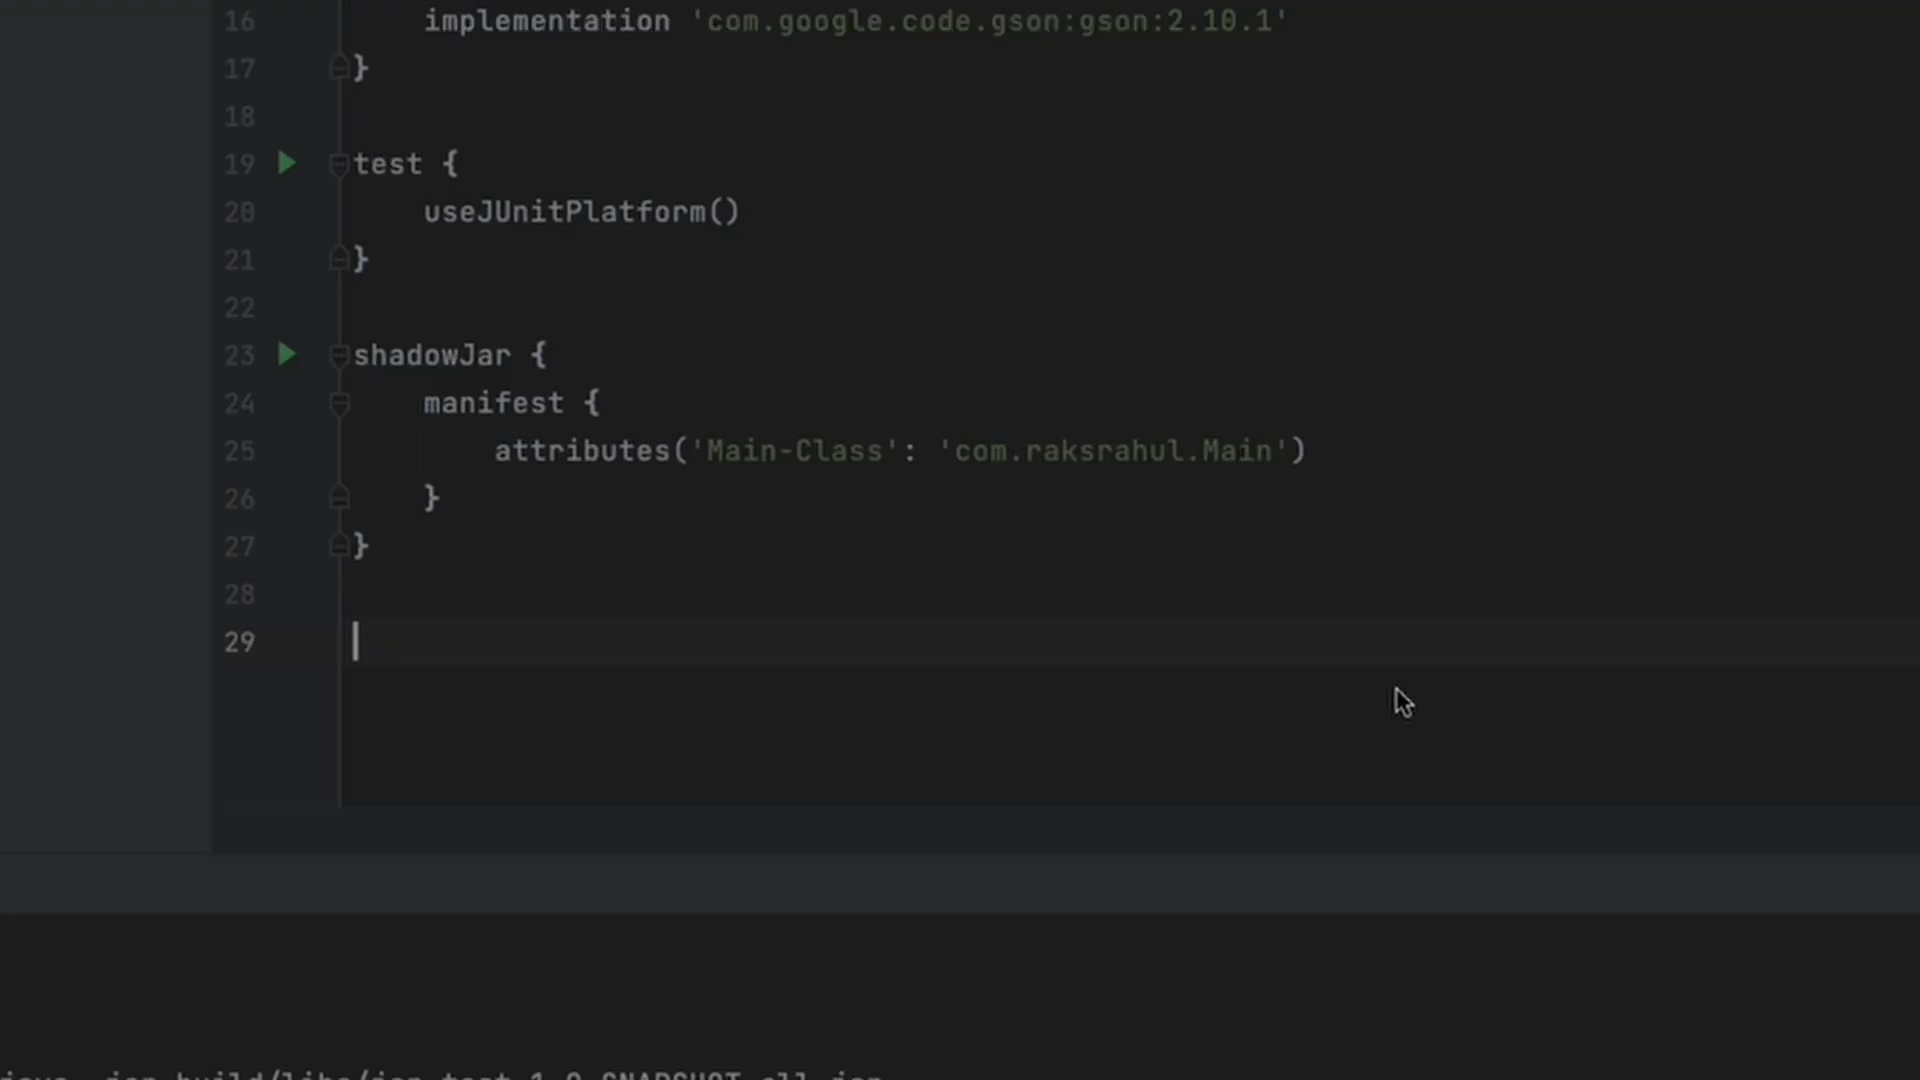 16 implementation 'com.google.code.gson:gson:2.10.1'
17 }
18
19 test {
20 useJUnitPlatform()
21 }
22
23 shadowJar {
24 manifest {
25 attributes('Main-Class': 'com.raksrahul.Main')
26 }
27 }
28
29